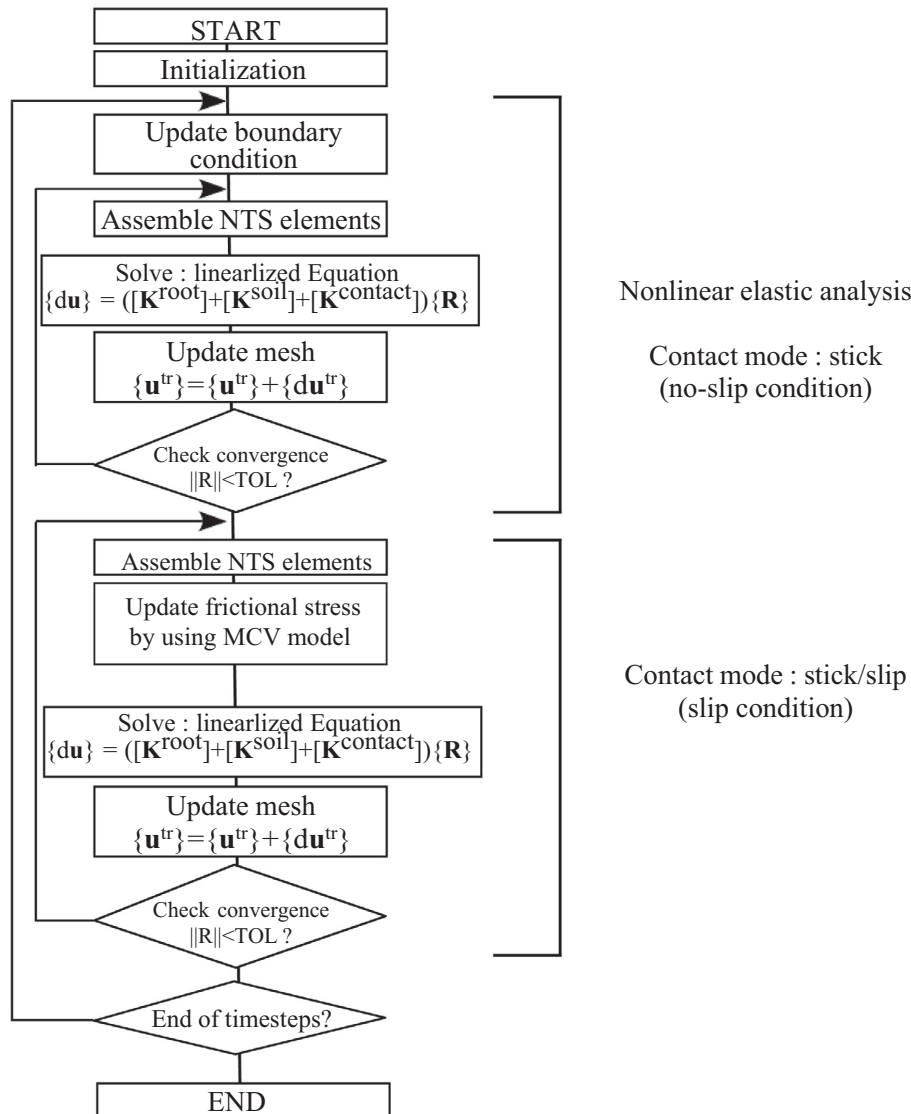 START
Initialization
Update boundary
condition
Assemble NTS elements
Solve : linearlized Equation
{du} = ([K^root]+[K^soil]+[K^contact]){R}
Update mesh
{u^tr}={u^tr}+{du^tr}
Check convergence
||R||<TOL ?
Nonlinear elastic analysis
Contact mode : stick
(no-slip condition)
Assemble NTS elements
Update frictional stress
by using MCV model
Solve : linearlized Equation
{du} = ([K^root]+[K^soil]+[K^contact]){R}
Update mesh
{u^tr}={u^tr}+{du^tr}
Check convergence
||R||<TOL ?
Contact mode : stick/slip
(slip condition)
End of timesteps?
END